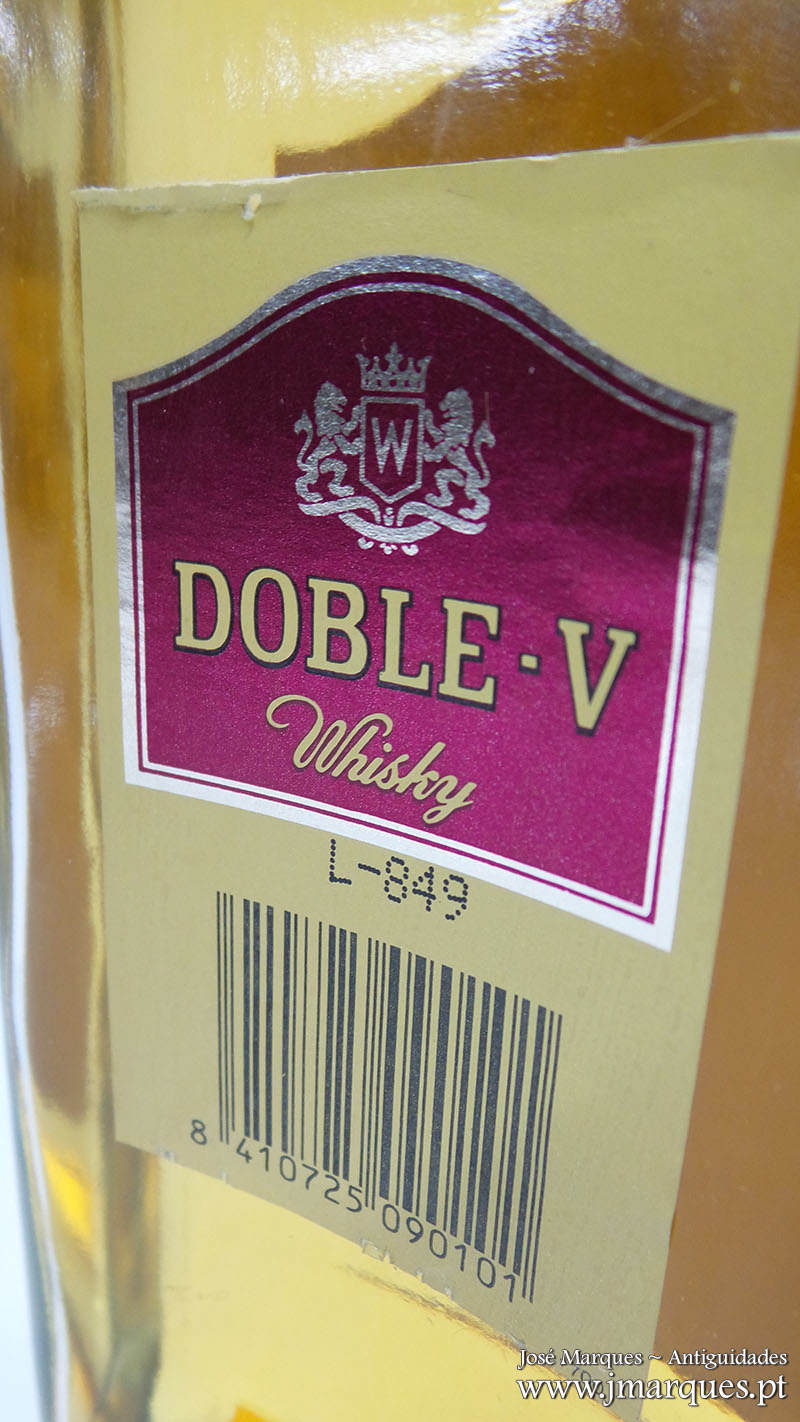 W
DOBLE-V
Whisky
L-849
8 410725 090101
José Marques ~ Antiguidades
www.jmarques.pt